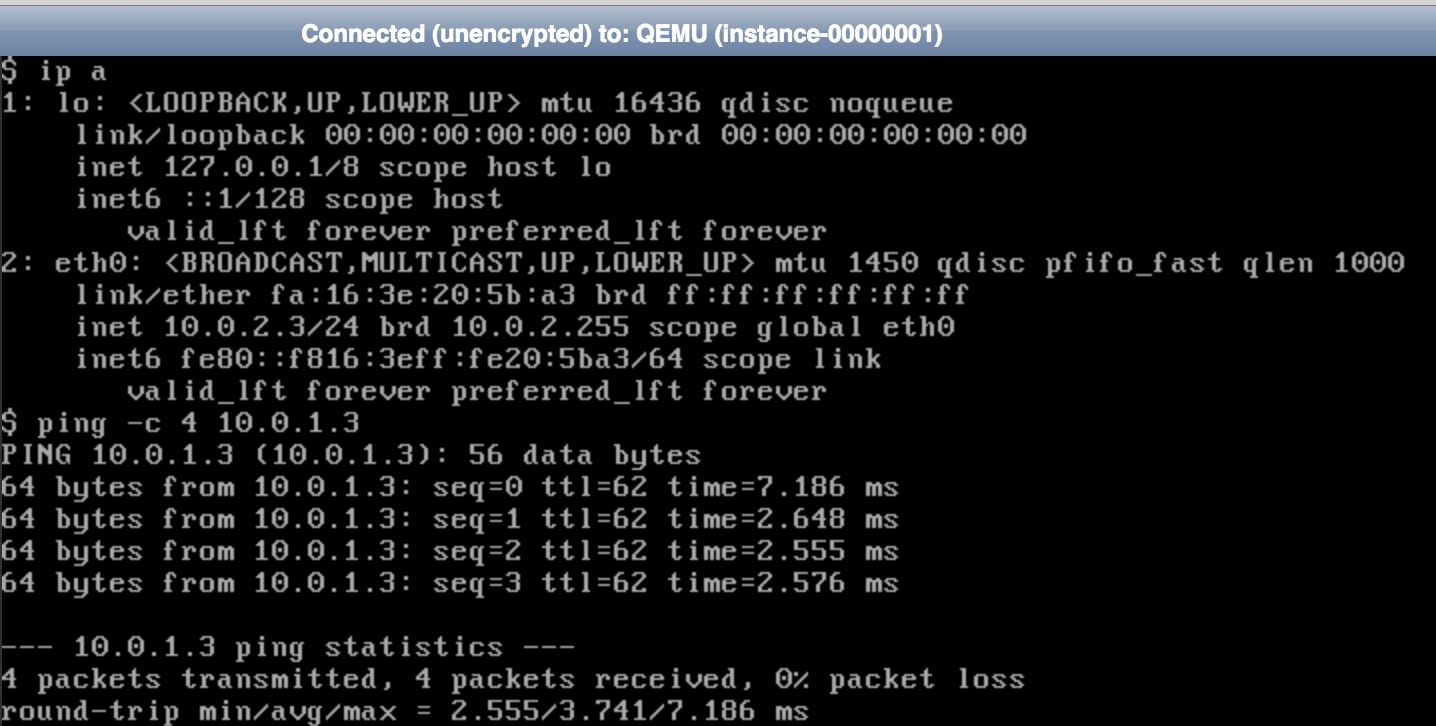 Connected (unencrypted) to: QEMU (instance-00000001)
$ ip a
1: lo: <LOOPBACK,UP,LOWER_UP> mtu 16436 qdisc noqueue
    link/loopback 00:00:00:00:00:00 brd 00:00:00:00:00:00
    inet 127.0.0.1/8 scope host lo
    inet6 ::1/128 scope host
       valid_lft forever preferred_lft forever
2: eth0: <BROADCAST,MULTICAST,UP,LOWER_UP> mtu 1450 qdisc pfifo_fast qlen 1000
    link/ether fa:16:3e:20:5b:a3 brd ff:ff:ff:ff:ff:ff
    inet 10.0.2.3/24 brd 10.0.2.255 scope global eth0
    inet6 fe80::f816:3eff:fe20:5ba3/64 scope link
       valid_lft forever preferred_lft forever
$ ping -c 4 10.0.1.3
PING 10.0.1.3 (10.0.1.3): 56 data bytes
64 bytes from 10.0.1.3: seq=0 ttl=62 time=7.186 ms
64 bytes from 10.0.1.3: seq=1 ttl=62 time=2.648 ms
64 bytes from 10.0.1.3: seq=2 ttl=62 time=2.555 ms
64 bytes from 10.0.1.3: seq=3 ttl=62 time=2.576 ms

--- 10.0.1.3 ping statistics ---
4 packets transmitted, 4 packets received, 0% packet loss
round-trip min/avg/max = 2.555/3.741/7.186 ms